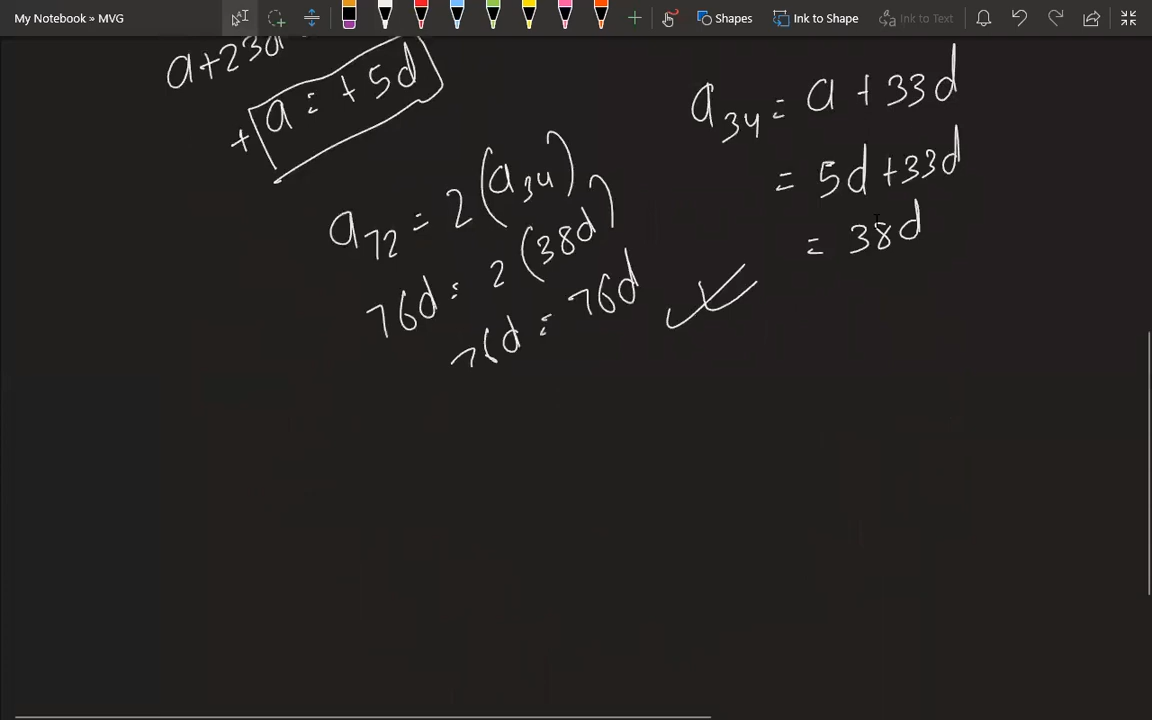 My Notebook » MVG
Shapes
Ink to Shape
Ink to Text
a+23d
+ a = +5d
a34 = a + 33d
= 5d+33d
= 38d
a72 = 2(a34)
76d = 2(38d)
76d = 76d